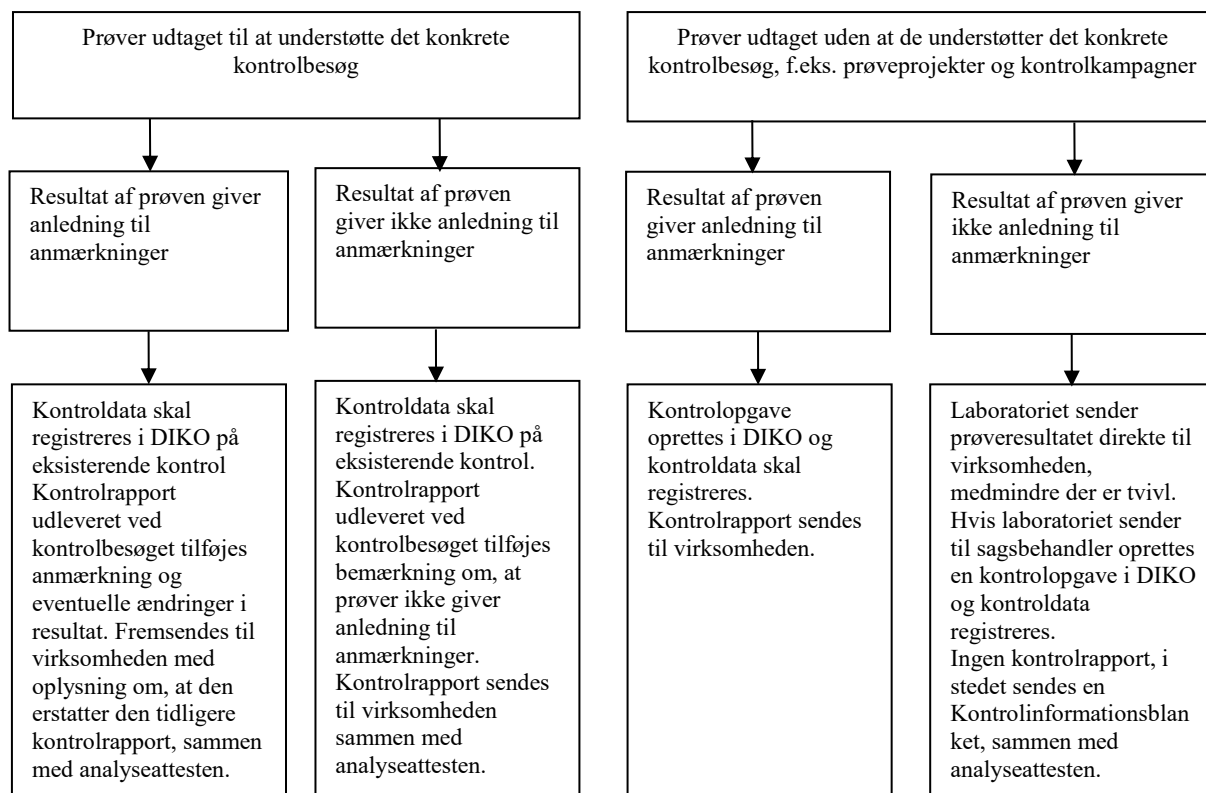 Prøver udtaget til at understøtte det konkrete
kontrolbesøg
Prøver udtaget uden at de understøtter det konkrete
kontrolbesøg, f.eks. prøveprojekter og kontrolkampagner
Resultat af prøven giver
anledning til
anmærkninger
Resultat af prøven
giver ikke anledning til
anmærkninger
Resultat af prøven
giver anledning til
anmærkninger
Resultat af prøven giver
ikke anledning til
anmærkninger
Kontroldata skal
registreres i DIKO på
eksisterende kontrol
Kontrolrapport
udleveret ved
kontrolbesøget tilføjes
anmærkning og
eventuelle ændringer i
resultat. Fremsendes til
virksomheden med
oplysning om, at den
erstatter den tidligere
kontrolrapport, sammen
med analyseattesten.
Kontroldata skal
registreres i DIKO på
eksisterende kontrol.
Kontrolrapport
udleveret ved
kontrolbesøget tilføjes
bemærkning om, at
prøver ikke giver
anledning til
anmærkninger.
Kontrolrapport sendes
til virksomheden
sammen med
analyseattesten.
Kontrolopgave
oprettes i DIKO og
kontroldata skal
registreres.
Kontrolrapport sendes
til virksomheden.
Laboratoriet sender
prøveresultatet direkte til
virksomheden,
medmindre der er tvivl.
Hvis laboratoriet sender
til sagsbehandler oprettes
en kontrolopgave i DIKO
og kontroldata
registreres.
Ingen kontrolrapport, i
stedet sendes en
Kontrolinformationsblan
ket, sammen med
analyseattesten.